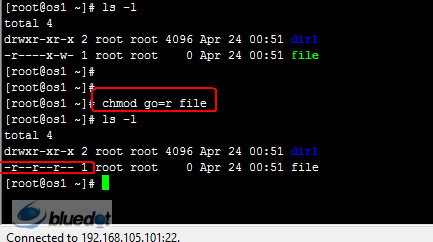 [root@os1 ~]# ls -l
total 4
drwxr-xr-x 2 root root 4096 Apr 24 00:51 dir1
-r----x-w- 1 root root 0 Apr 24 00:51 file
[root@os1 ~]#
[root@os1 ~]#
[root@os1 ~]# chmod go=r file
[root@os1 ~]# ls -l
total 4
drwxr-xr-x 2 root root 4096 Apr 24 00:51 dir1
-r--r--r-- 1 root root 0 Apr 24 00:51 file
[root@os1 ~]#
bluedot
Connected to 192.168.105.101:22.